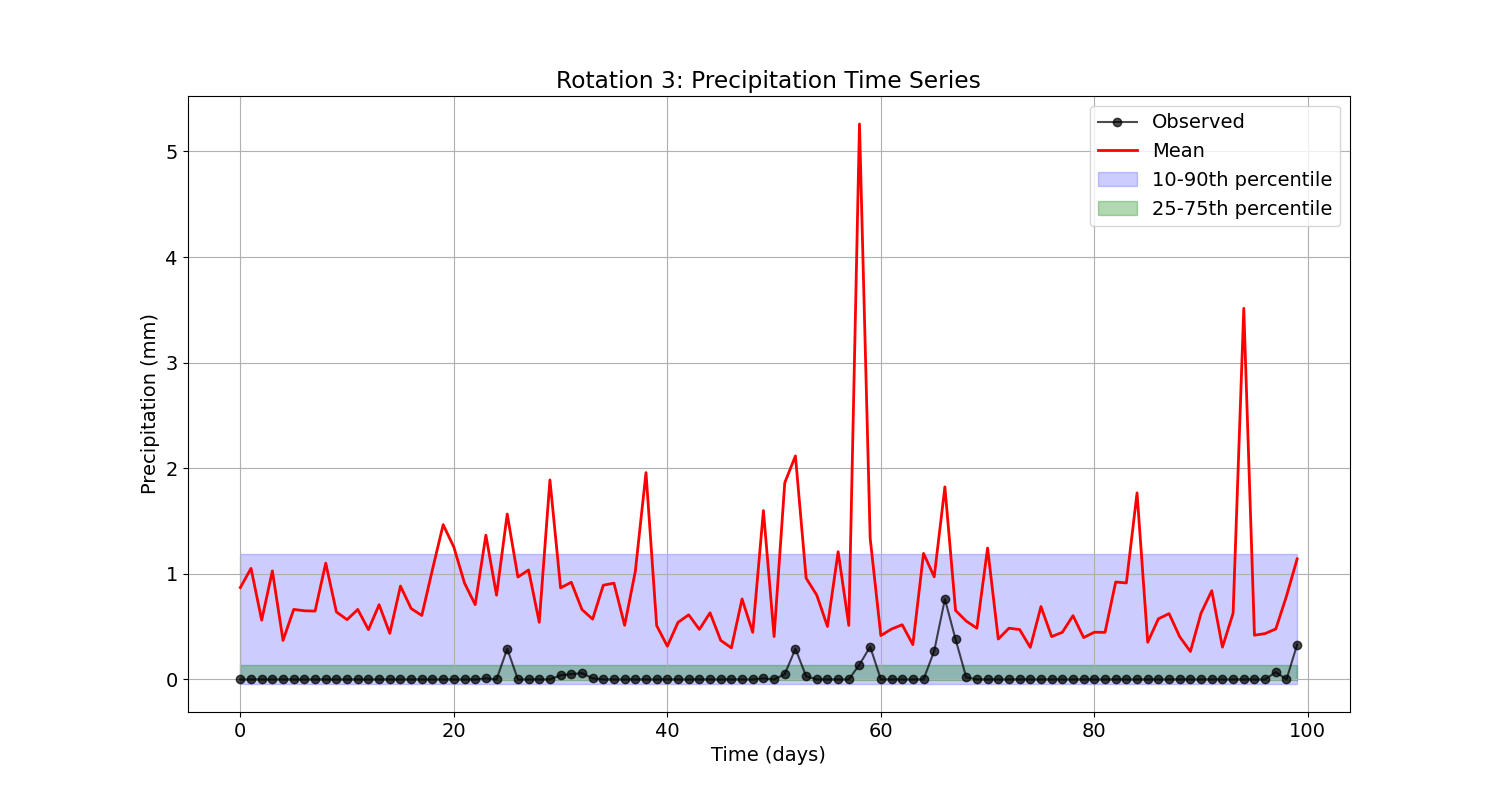 Rotation 3: Precipitation Time Series
Observed
Mean
10-90th percentile
25-75th percentile
Precipitation (mm)
5
4
3
2
1
0
0 20 40 60 80 100
Time (days)